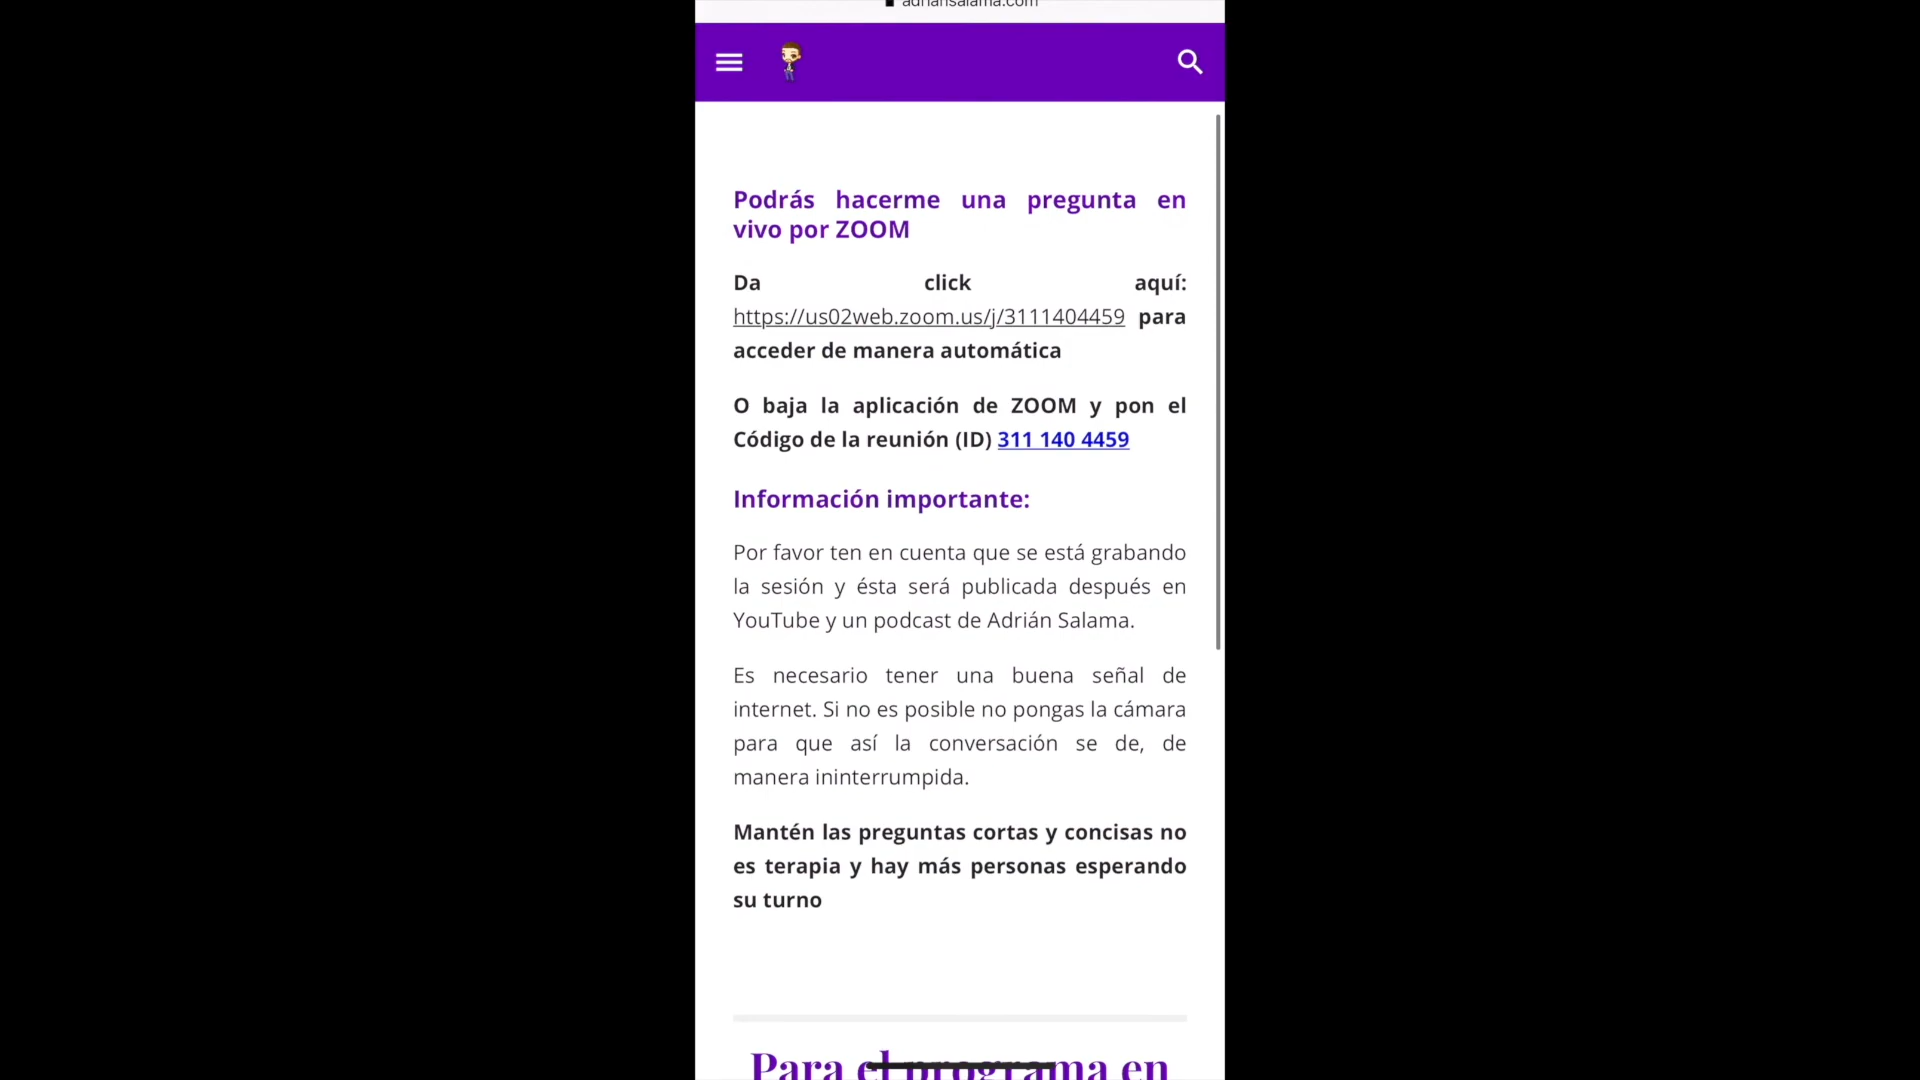 adriansalama.com
Podrás hacerme una pregunta en
vivo por ZOOM
Da click aquí:
https://us02web.zoom.us/j/3111404459 para
acceder de manera automática
O baja la aplicación de ZOOM y pon el
Código de la reunión (ID) 311 140 4459
Información importante:
Por favor ten en cuenta que se está grabando
la sesión y ésta será publicada después en
YouTube y un podcast de Adrián Salama.
Es necesario tener una buena señal de
internet. Si no es posible no pongas la cámara
para que así la conversación se de, de
manera ininterrumpida.
Mantén las preguntas cortas y concisas no
es terapia y hay más personas esperando
su turno
Para el programa en